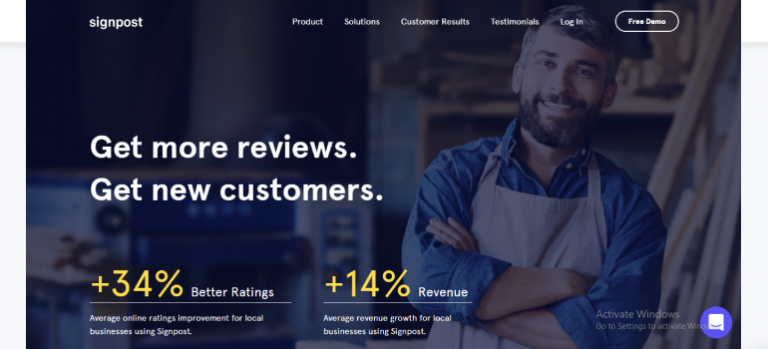 signpost
Product
Solutions
Customer Results
Testimonials
Log In
Free Demo
Get more reviews.
Get new customers.
+34% Better Ratings
Average online ratings improvement for local
businesses using Signpost.
+14% Revenue
Average revenue growth for local
businesses using Signpost.
Activate Windows
Go to Settings to activate